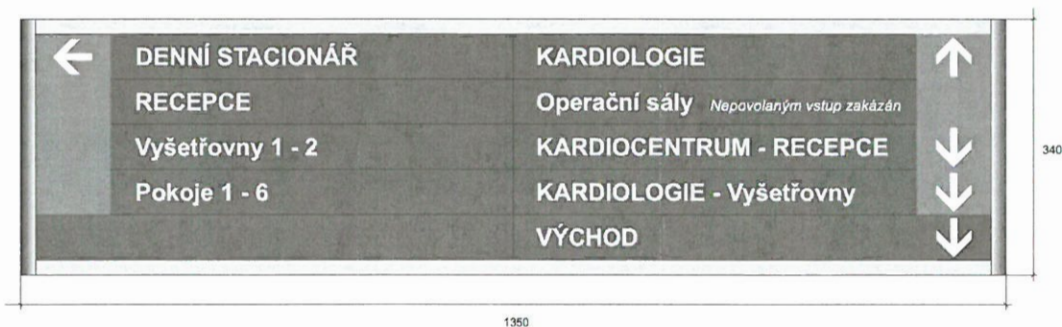 DENNÍ STACIONÁŘ
RECEPCE
Vyšetřovny 1 - 2
Pokoje 1 - 6
KARDIOLOGIE
Operační sály Nepovolaným vstup zakázán
KARDIOCENTRUM - RECEPCE
KARDIOLOGIE - Vyšetřovny
VÝCHOD
340
1350